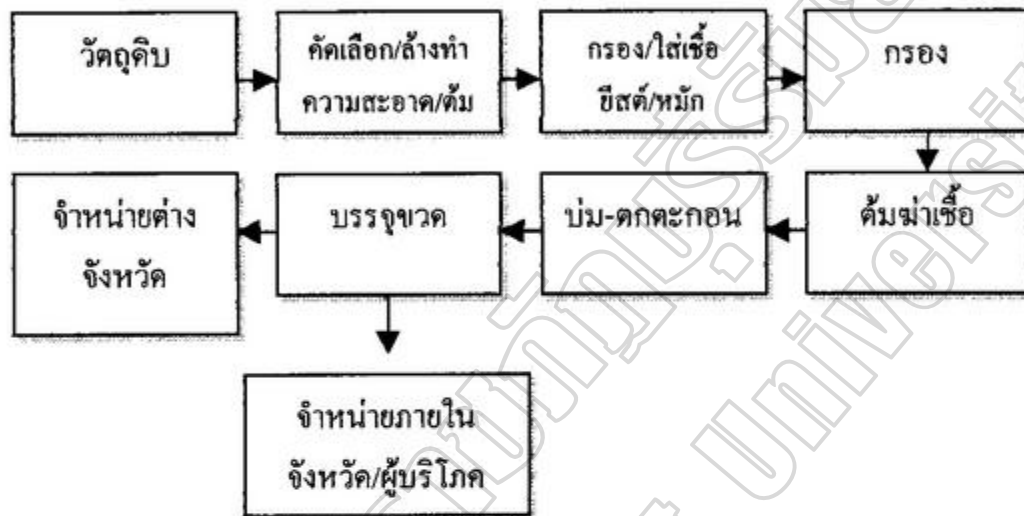 วัตถุดิบ
คัดเลือก/ล้างทำ
ความสะอาด/ต้ม
กรอง/ใส่เชื้อ
ยีสต์/หมัก
กรอง
ต้มฆ่าเชื้อ
บ่ม-ตกตะกอน
บรรจุขวด
จำหน่ายต่าง
จังหวัด
จำหน่ายภายใน
จังหวัด/ผู้บริโภค